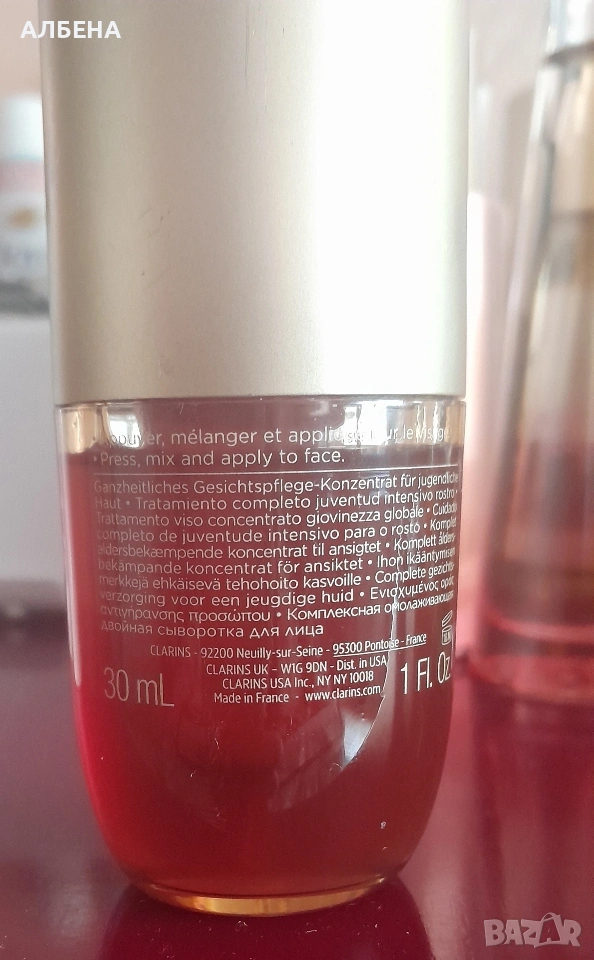 АЛБЕНА
mélanger et le
• Press, mix and apply to face.
Ganzheitliches Gesichtspflege-Konzentrat für jugendliche
Haut • Tratamiento completo juventud intensivo rostro •
Trattamento viso concentrato giovinezza globale • Cuidado
completo de juventude intensivo para o rosto • Komplet
aldersbekæmpende koncentrat til ansigtet • Komplett ålders-
bekämpande koncentrat för ansiktet • Ihon ikääntymisen
merkkejä ehkäisevä tehohoito kasvoille • Complete gezichts-
verzorging voor een jeugdige huid • Ενισχυμένος ορός
αντιγήρανσης προσώπου • Комплексная омолаживающая
двойная сыворотка для лица
CLARINS - 92200 Neuilly-sur-Seine - 95300 Pontoise - France
CLARINS UK - W1G 9DN - Dist. in USA
CLARINS USA Inc., NY NY 10018
Made in France - www.clarins.com
30 mL
1 Fl. Oz
BAZAR